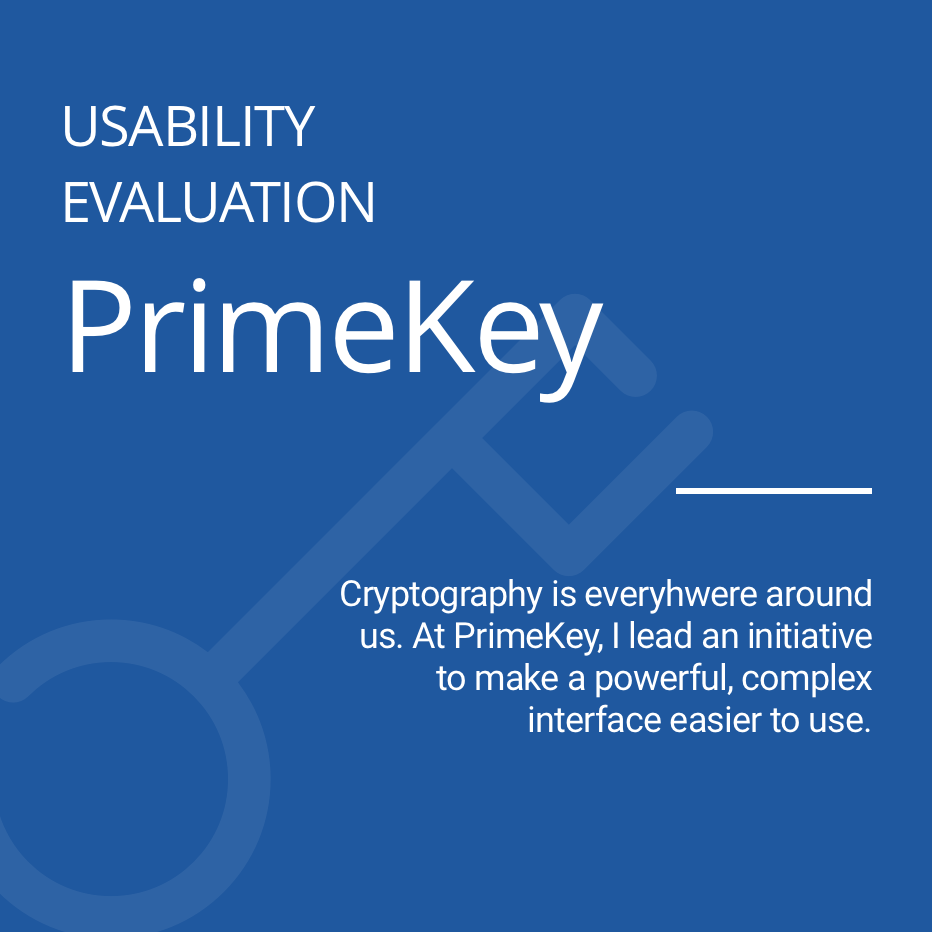 USABILITY
EVALUATION
PrimeKey
Cryptography is everyhwere around
us. At PrimeKey, I lead an initiative
to make a powerful, complex
interface easier to use.